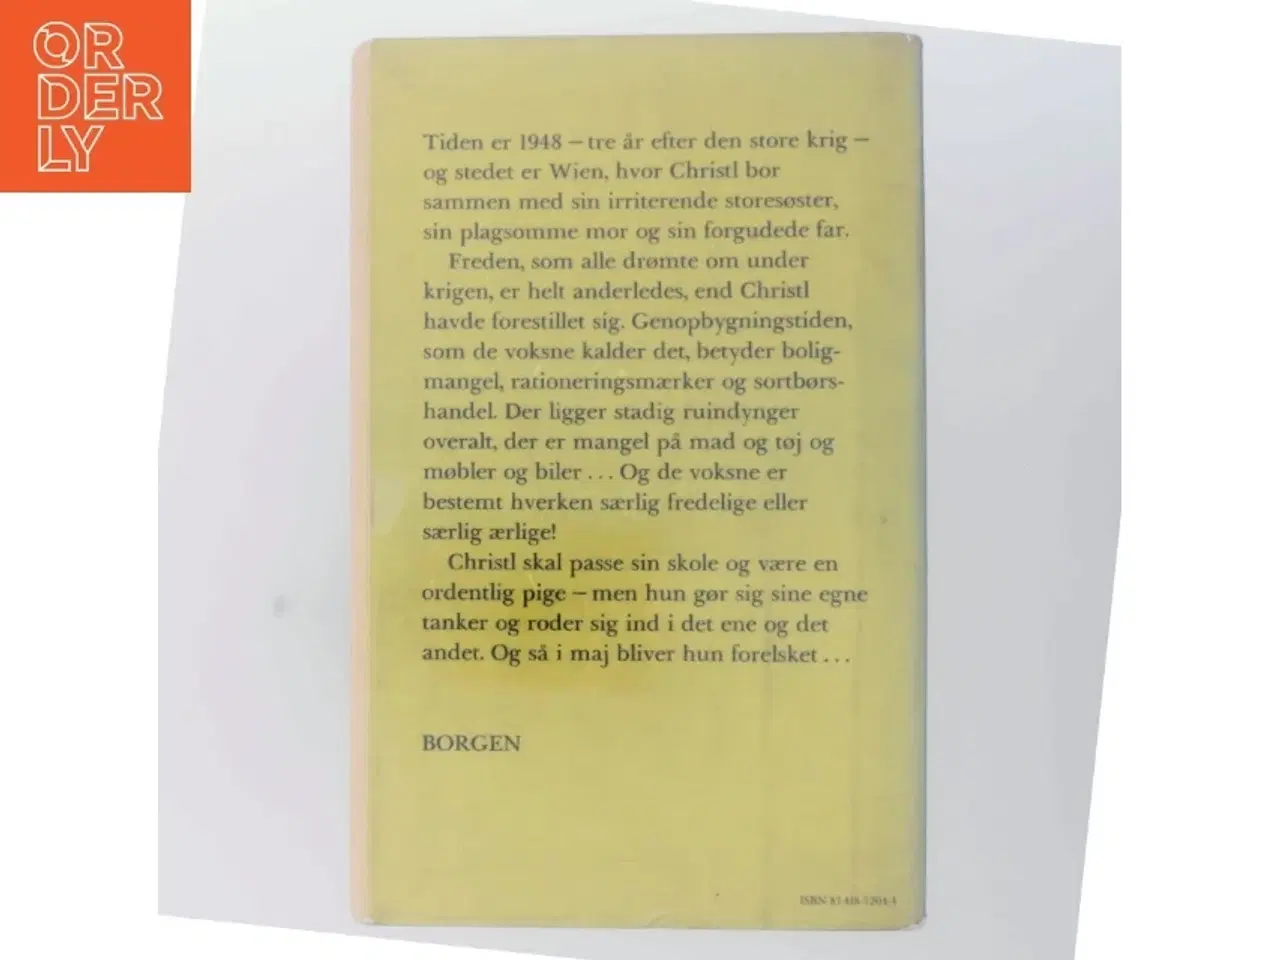 ORDERLY
Tiden er 1948 – tre år efter den store krig –
og stedet er Wien, hvor Christl bor
sammen med sin irriterende storesøster,
sin plagsomme mor og sin forgudede far.
Freden, som alle drømte om under
krigen, er helt anderledes, end Christl
havde forestillet sig. Genopbygningstiden,
som de voksne kalder det, betyder bolig-
mangel, rationeringsmærker og sortbørs-
handel. Der ligger stadig ruindynger
overalt, der er mangel på mad og tøj og
møbler og biler . . . Og de voksne er
bestemt hverken særlig fredelige eller
særlig ærlige!
Christl skal passe sin skole og være en
ordentlig pige – men hun gør sig sine egne
tanker og roder sig ind i det ene og det
andet. Og så i maj bliver hun forelsket . . .
BORGEN
ISBN